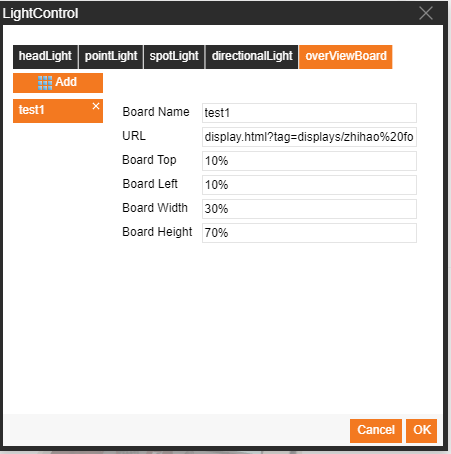 LightControl
headLight pointLight spotLight directionalLight overViewBoard
Add
test1
Board Name test1
URL display.html?tag=displays/zhihao%20fo
Board Top 10%
Board Left 10%
Board Width 30%
Board Height 70%
Cancel OK